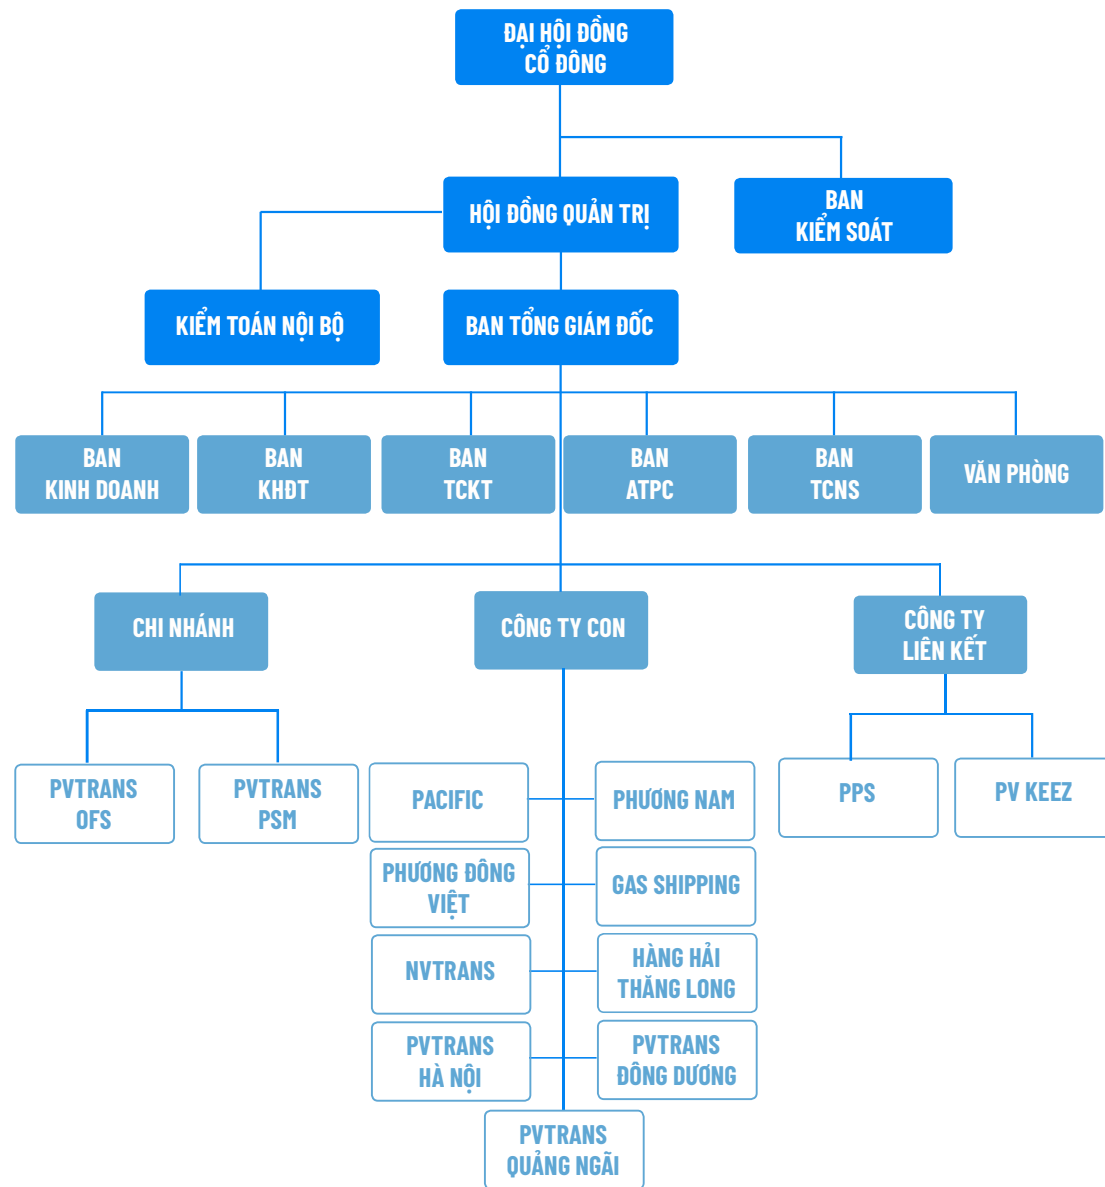 ĐẠI HỘI ĐỒNG
CỔ ĐÔNG
HỘI ĐỒNG QUẢN TRỊ
BAN
KIỂM SOÁT
KIỂM TOÁN NỘI BỘ
BAN TỔNG GIÁM ĐỐC
BAN
KINH DOANH
BAN
KHĐT
BAN
TCKT
BAN
ATPC
BAN
TCNS
VĂN PHÒNG
CHI NHÁNH
CÔNG TY CON
CÔNG TY
LIÊN KẾT
PVTRANS
OFS
PVTRANS
PSM
PACIFIC
PHƯƠNG NAM
PPS
PV KEEZ
PHƯƠNG ĐÔNG
VIỆT
GAS SHIPPING
NVTRANS
HÀNG HẢI
THĂNG LONG
PVTRANS
HÀ NỘI
PVTRANS
ĐÔNG DƯƠNG
PVTRANS
QUẢNG NGÃI